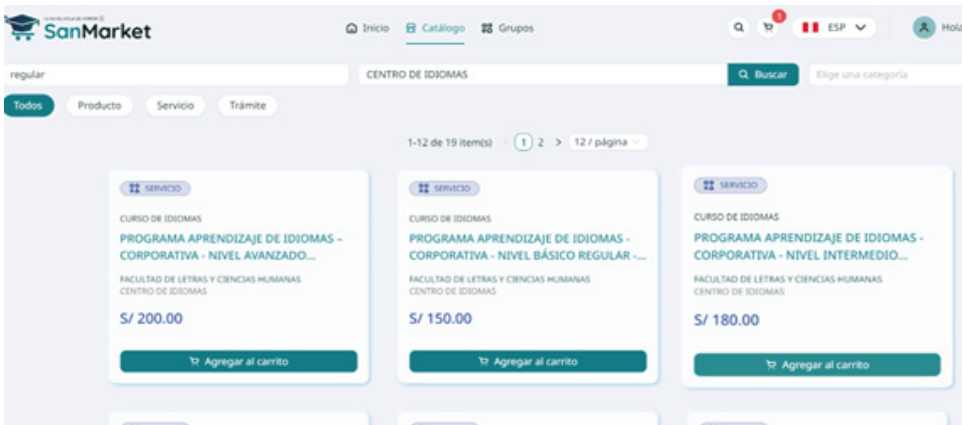 SanMarket
Inicio
Catálogo
Grupos
1
ESP
Hola
regular
CENTRO DE IDIOMAS
Buscar
Elige una categoría
Todos
Producto
Servicio
Trámite
1-12 de 19 item(s)
1
2
12 / página
SERVICIO
CURSO DE IDIOMAS
PROGRAMA APRENDIZAJE DE IDIOMAS –
CORPORATIVA - NIVEL AVANZADO...
FACULTAD DE LETRAS Y CIENCIAS HUMANAS
CENTRO DE IDIOMAS
S/ 200.00
Agregar al carrito
SERVICIO
CURSO DE IDIOMAS
PROGRAMA APRENDIZAJE DE IDIOMAS -
CORPORATIVA - NIVEL BÁSICO REGULAR -...
FACULTAD DE LETRAS Y CIENCIAS HUMANAS
CENTRO DE IDIOMAS
S/ 150.00
Agregar al carrito
SERVICIO
CURSO DE IDIOMAS
PROGRAMA APRENDIZAJE DE IDIOMAS -
CORPORATIVA - NIVEL INTERMEDIO...
FACULTAD DE LETRAS Y CIENCIAS HUMANAS
CENTRO DE IDIOMAS
S/ 180.00
Agregar al carrito